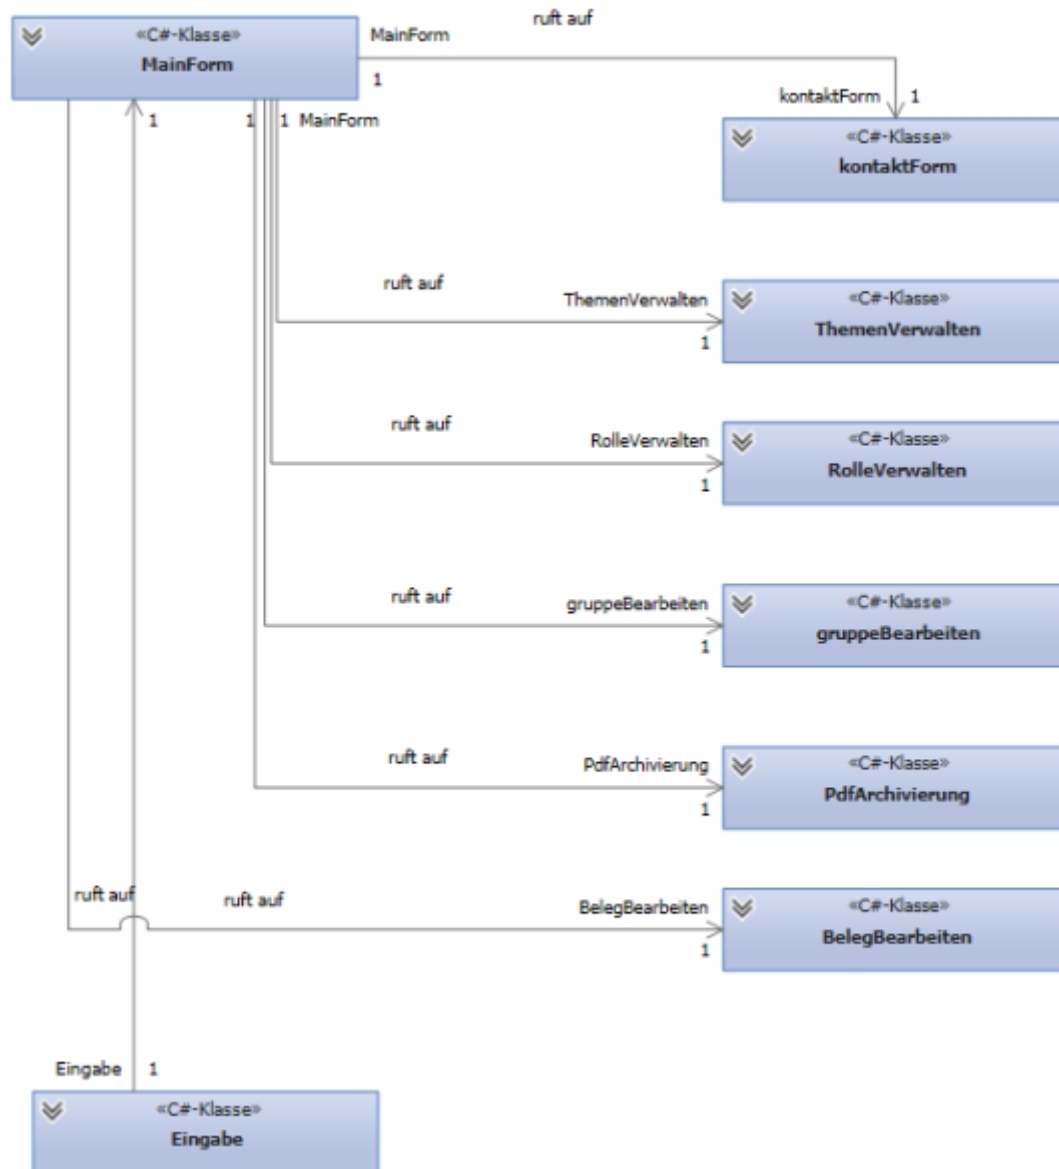 ruft auf
«C#-Klasse»
MainForm
MainForm
1
kontaktForm 1
1
1 1 MainForm
«C#-Klasse»
kontaktForm
ruft auf
ThemenVerwalten
1
«C#-Klasse»
ThemenVerwalten
ruft auf
RolleVerwalten
1
«C#-Klasse»
RolleVerwalten
ruft auf
gruppeBearbeiten
1
«C#-Klasse»
gruppeBearbeiten
ruft auf
PdfArchivierung
1
«C#-Klasse»
PdfArchivierung
ruft auf
ruft auf
BelegBearbeiten
1
«C#-Klasse»
BelegBearbeiten
Eingabe 1
«C#-Klasse»
Eingabe